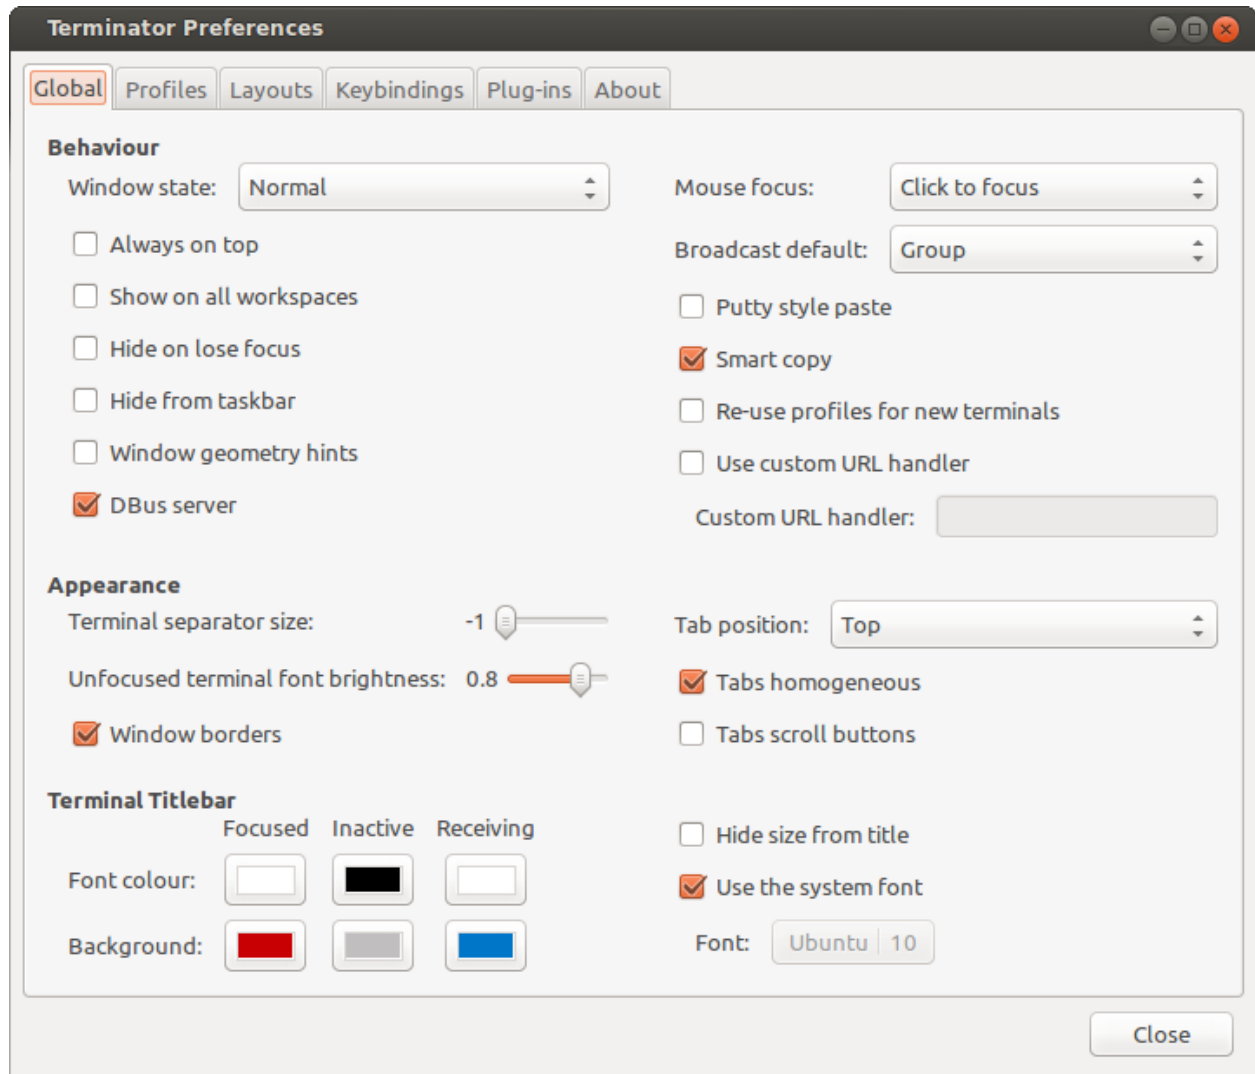 Terminator Preferences
Global Profiles Layouts Keybindings Plug-ins About
Behaviour
Window state: Normal
Always on top
Show on all workspaces
Hide on lose focus
Hide from taskbar
Window geometry hints
DBus server
Mouse focus: Click to focus
Broadcast default: Group
Putty style paste
Smart copy
Re-use profiles for new terminals
Use custom URL handler
Custom URL handler:
Appearance
Terminal separator size: -1
Unfocused terminal font brightness: 0.8
Window borders
Tab position: Top
Tabs homogeneous
Tabs scroll buttons
Terminal Titlebar
Focused Inactive Receiving
Font colour:
Background:
Hide size from title
Use the system font
Font: Ubuntu 10
Close